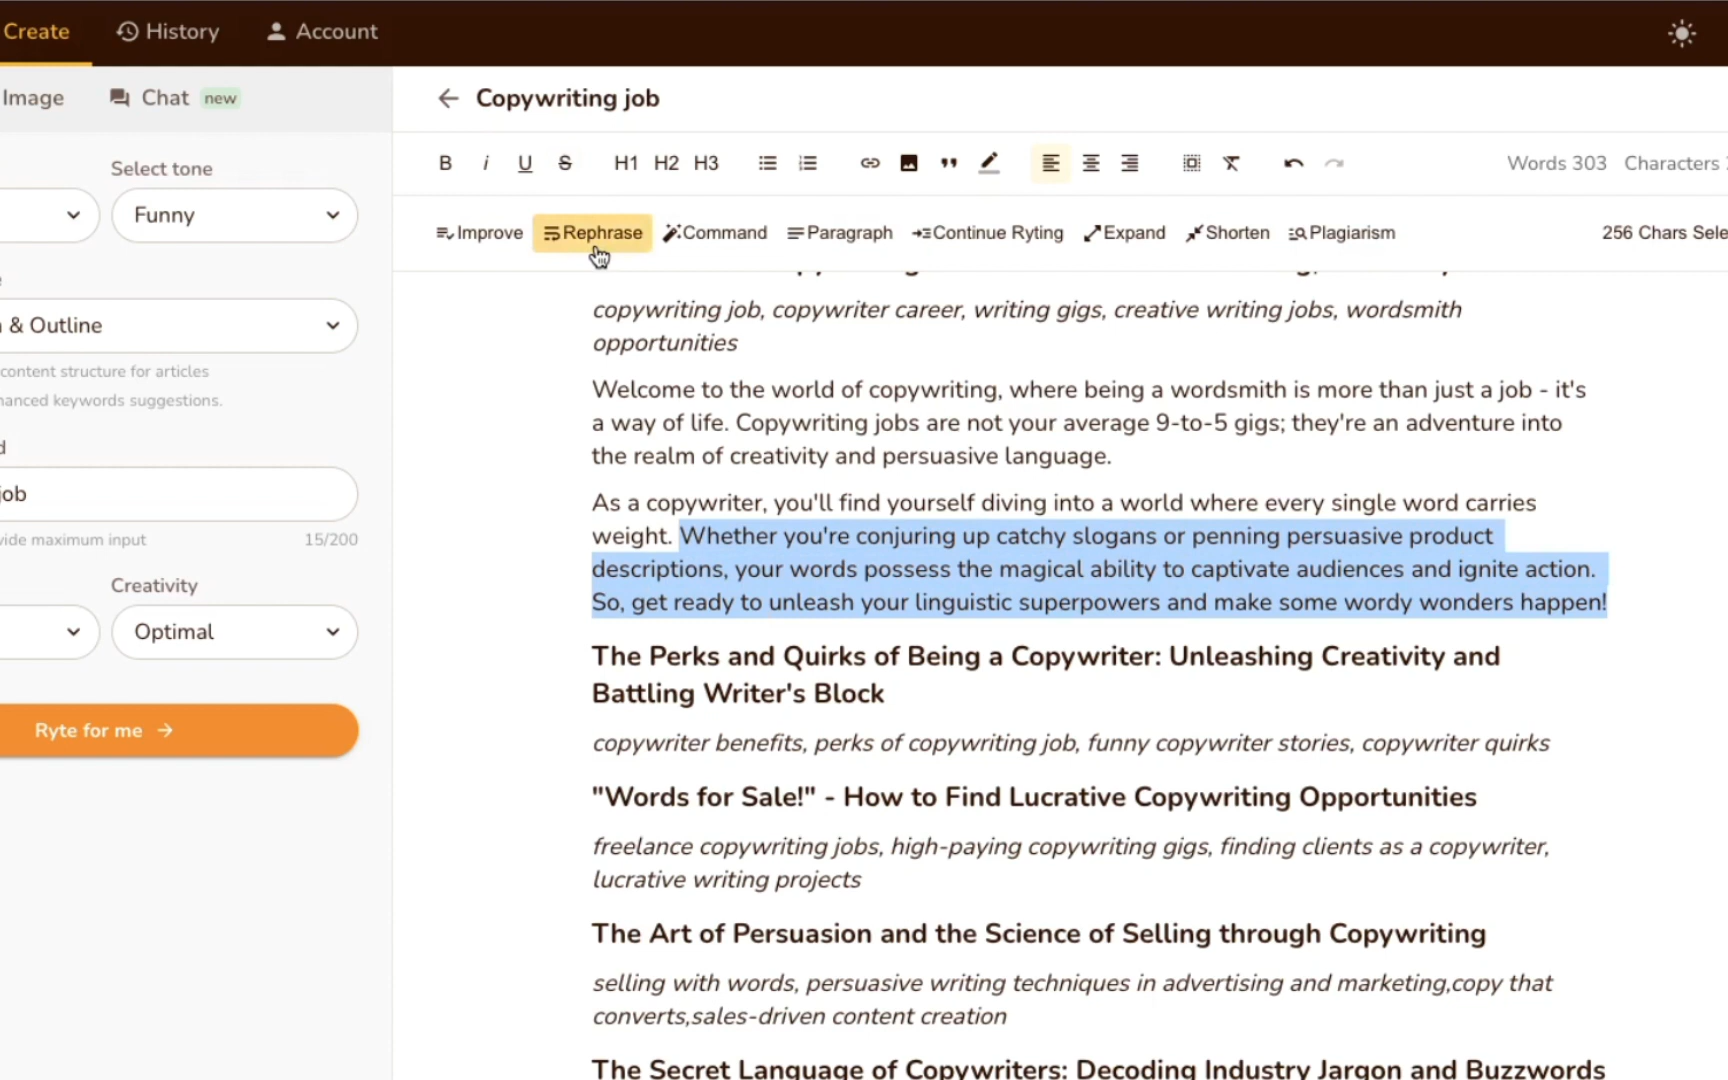 Create History Account
Image Chat new
Copywriting job
B i U S H1 H2 H3 Words 303 Characters
Select tone
Funny
Improve Rephrase Command Paragraph Continue Ryting Expand Shorten Plagiarism 256 Chars
copywriting job, copywriter career, writing gigs, creative writing jobs, wordsmith
opportunities
& Outline
content structure for articles
keywords suggestions.
Welcome to the world of copywriting, where being a wordsmith is more than just a job - it's
a way of life. Copywriting jobs are not your average 9-to-5 gigs; they're an adventure into
the realm of creativity and persuasive language.
job
maximum input 15/200
As a copywriter, you'll find yourself diving into a world where every single word carries
weight. Whether you're conjuring up catchy slogans or penning persuasive product
descriptions, your words possess the magical ability to captivate audiences and ignite action.
So, get ready to unleash your linguistic superpowers and make some wordy wonders happen!
Creativity
Optimal
Ryte for me
The Perks and Quirks of Being a Copywriter: Unleashing Creativity and
Battling Writer's Block
copywriter benefits, perks of copywriting job, funny copywriter stories, copywriter quirks
"Words for Sale!" - How to Find Lucrative Copywriting Opportunities
freelance copywriting jobs, high-paying copywriting gigs, finding clients as a copywriter,
lucrative writing projects
The Art of Persuasion and the Science of Selling through Copywriting
selling with words, persuasive writing techniques in advertising and marketing,copy that
converts,sales-driven content creation
The Secret Language of Copywriters: Decoding Industry Jargon and Buzzwords